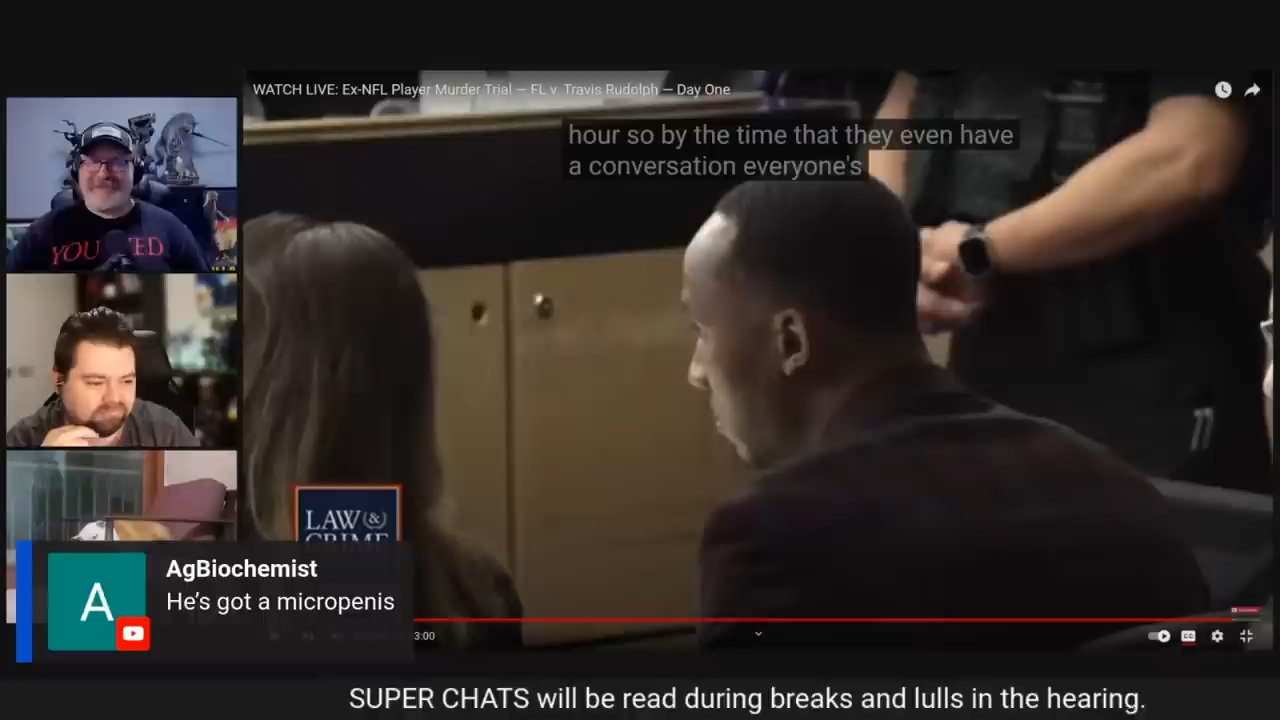 WATCH LIVE: Ex-NFL Player Murder Trial — FL v. Travis Rudolph — Day One
hour so by the time that they even have
a conversation everyone's
LAW &
CRIME
AgBiochemist
A
He's got a micropenis
3:00
CC
SUPER CHATS will be read during breaks and lulls in the hearing.